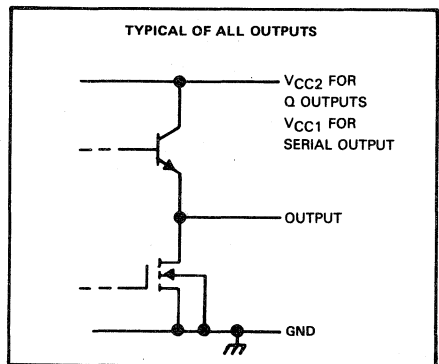 TYPICAL OF ALL OUTPUTS
VCC2 FOR
Q OUTPUTS
VCC1 FOR
SERIAL OUTPUT
OUTPUT
GND